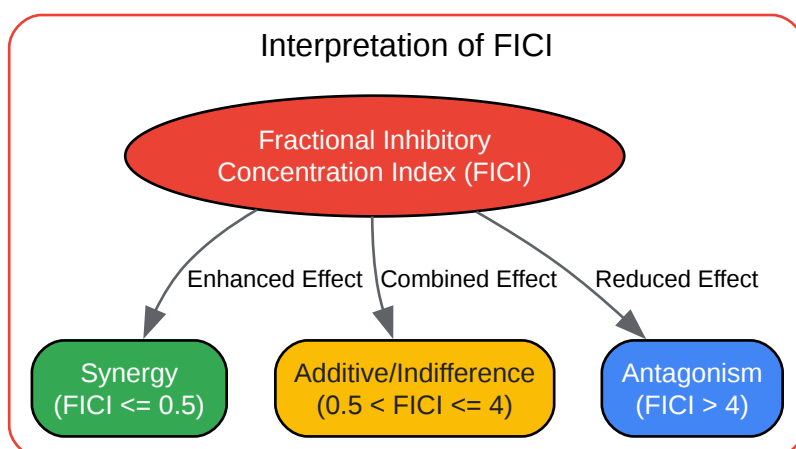 Interpretation of FICI
Fractional Inhibitory
Concentration Index (FICI)
Enhanced Effect
Combined Effect
Reduced Effect
Synergy
(FICI <= 0.5)
Additive/Indifference
(0.5 < FICI <= 4)
Antagonism
(FICI > 4)